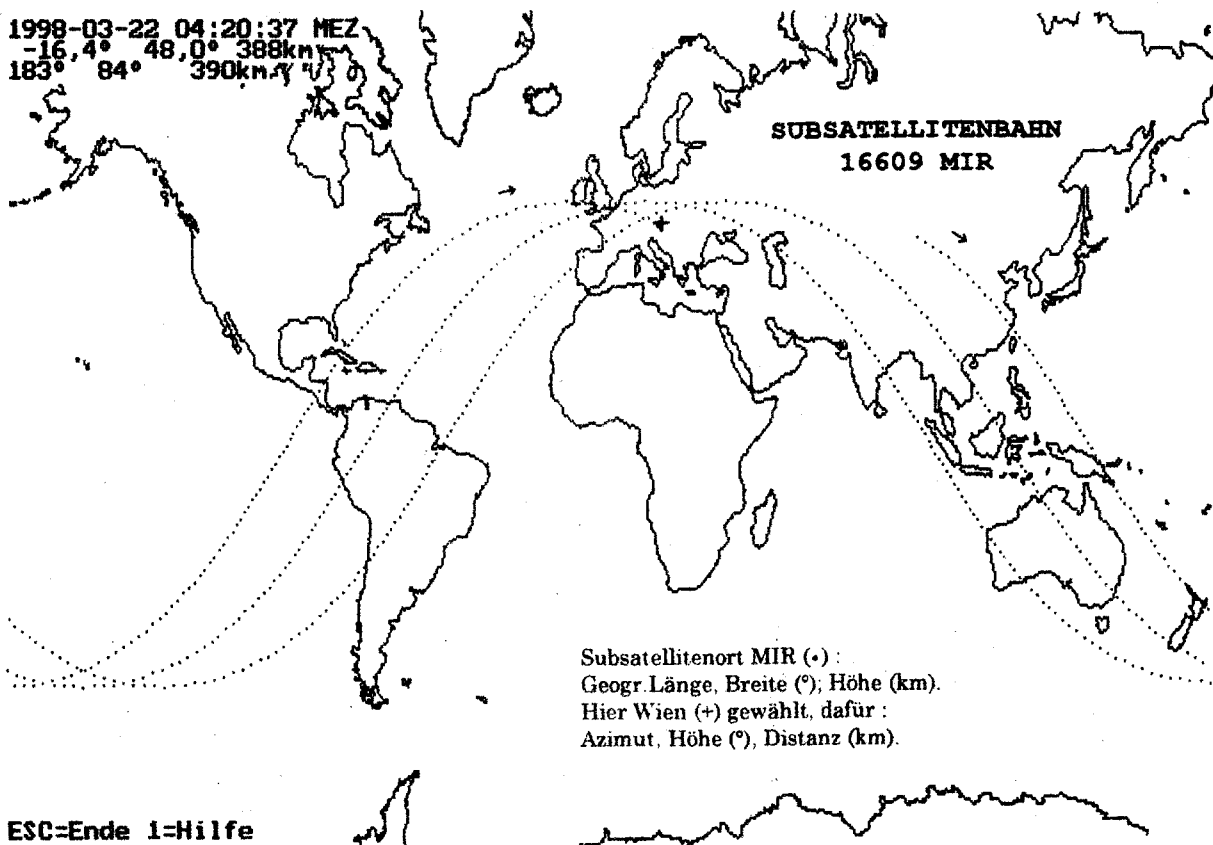 1998-03-22 04:20:37 MEZ
-16,4° 48,0° 388km
183° 84° 390km
SUBSATELLITENBAHN
16609 MIR
Subsatellitenort MIR (•) :
Geogr.Länge, Breite (°); Höhe (km).
Hier Wien (+) gewählt, dafür :
Azimut, Höhe (°), Distanz (km).
ESC=Ende 1=Hilfe